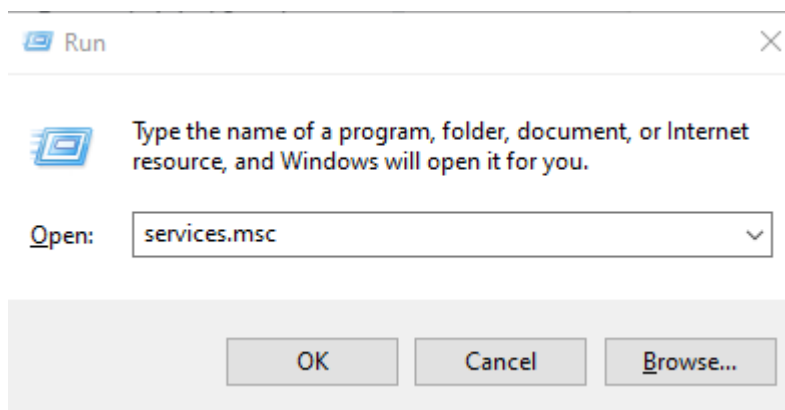 Run
Type the name of a program, folder, document, or Internet
resource, and Windows will open it for you.
Open:
services.msc
OK
Cancel
Browse...